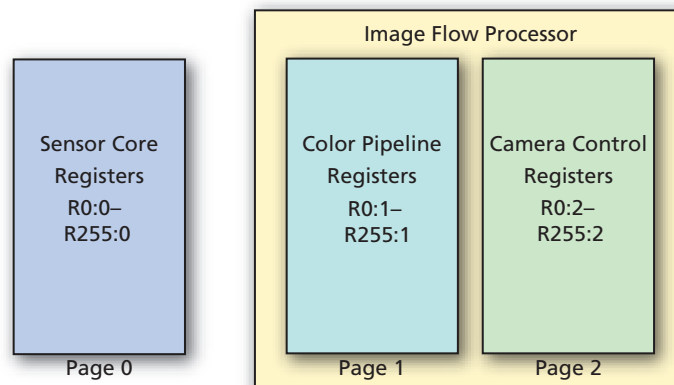 Image Flow Processor
Sensor Core
Registers
R0:0–
R255:0
Page 0
Color Pipeline
Registers
R0:1–
R255:1
Page 1
Camera Control
Registers
R0:2–
R255:2
Page 2